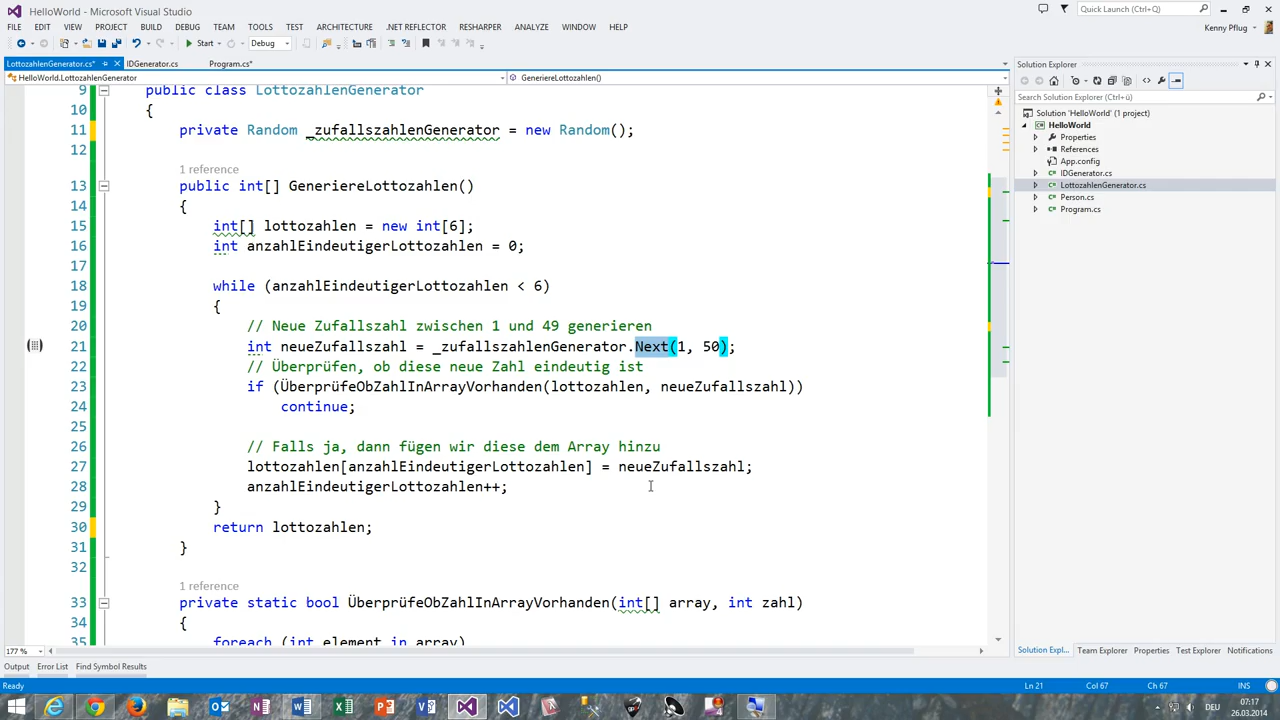 HelloWorld - Microsoft Visual Studio
Quick Launch (Ctrl+Q)
FILE EDIT VIEW PROJECT BUILD DEBUG TEAM TOOLS TEST ARCHITECTURE .NET REFLECTOR RESHARPER ANALYZE WINDOW HELP
Kenny Pflug
Start Debug
LottozahlenGenerator.cs* IDGenerator.cs Program.cs*
HelloWorld.LottozahlenGenerator GeneriereLottozahlen()
9 public class LottozahlenGenerator
10 {
11 private Random _zufallszahlenGenerator = new Random();
12
1 reference
13 public int[] GeneriereLottozahlen()
14 {
15 int[] lottozahlen = new int[6];
16 int anzahlEindeutigerLottozahlen = 0;
17
18 while (anzahlEindeutigerLottozahlen < 6)
19 {
20 // Neue Zufallszahl zwischen 1 und 49 generieren
21 int neueZufallszahl = _zufallszahlenGenerator.Next(1, 50);
22 // Überprüfen, ob diese neue Zahl eindeutig ist
23 if (ÜberprüfeObZahlInArrayVorhanden(lottozahlen, neueZufallszahl))
24 continue;
25
26 // Falls ja, dann fügen wir diese dem Array hinzu
27 lottozahlen[anzahlEindeutigerLottozahlen] = neueZufallszahl;
28 anzahlEindeutigerLottozahlen++;
29 }
30 return lottozahlen;
31 }
32
1 reference
33 private static bool ÜberprüfeObZahlInArrayVorhanden(int[] array, int zahl)
34 {
35 foreach (int element in array)
177 %
Solution Explorer
Search Solution Explorer (Ctrl+ü)
Solution 'HelloWorld' (1 project)
HelloWorld
Properties
References
App.config
IDGenerator.cs
LottozahlenGenerator.cs
Person.cs
Program.cs
Solution Expl... Team Explorer Properties Test Explorer Notifications
Output Error List Find Symbol Results
Ready Ln 21 Col 67 Ch 67 INS
07:17
DEU
26.03.2014